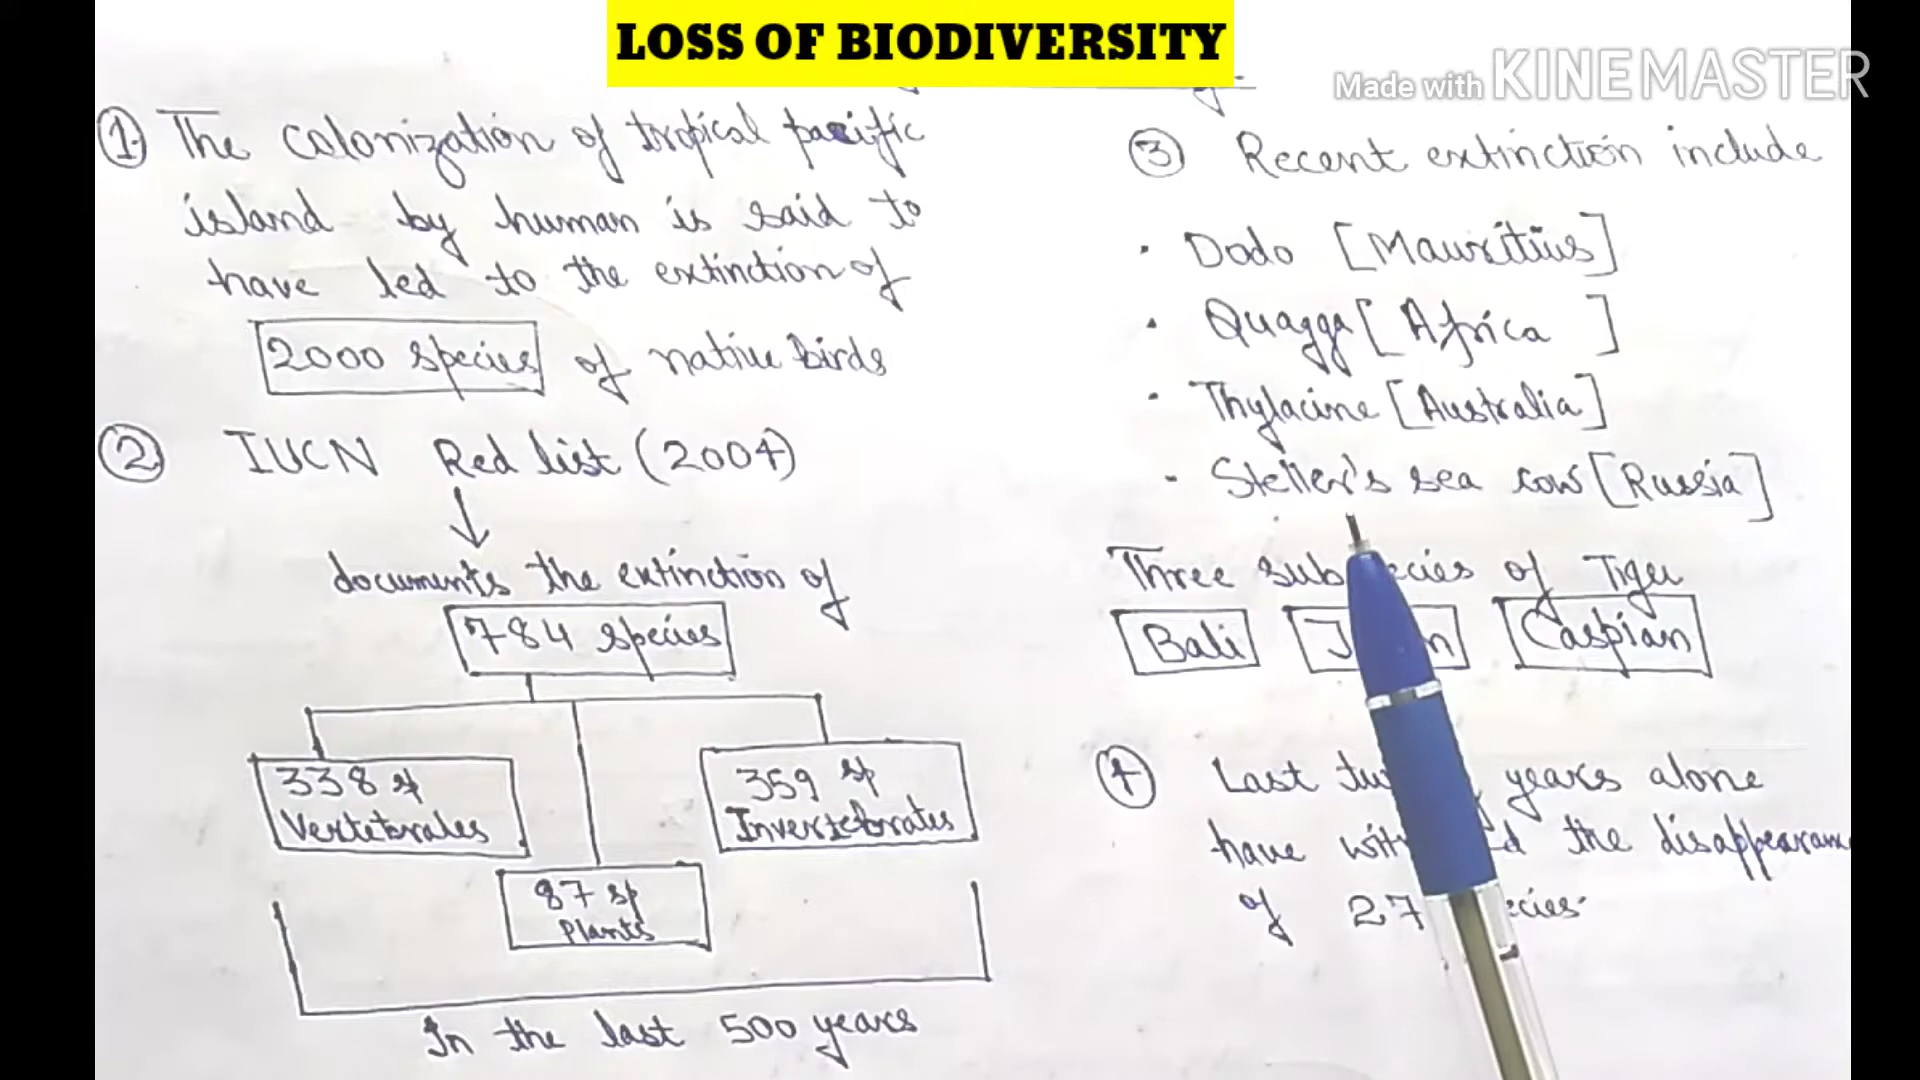 LOSS OF BIODIVERSITY
Made with KINEMASTER
① The colonization of tropical pacific
island by human is said to
have led to the extinction of
2000 species of native birds
② IUCN Red list (2004)
documents the extinction of
784 species
338 sp
Vertebrates
359 sp
Invertebrates
87 sp
Plants
In the last 500 years
③ Recent extinction include
• Dodo [Mauritius]
• Quagga [Africa]
• Thylacine [Australia]
• Steller's sea cow [Russia]
Three subspecies of Tiger
Bali
Caspian
④ Last years alone
have the disappearanc
of 27